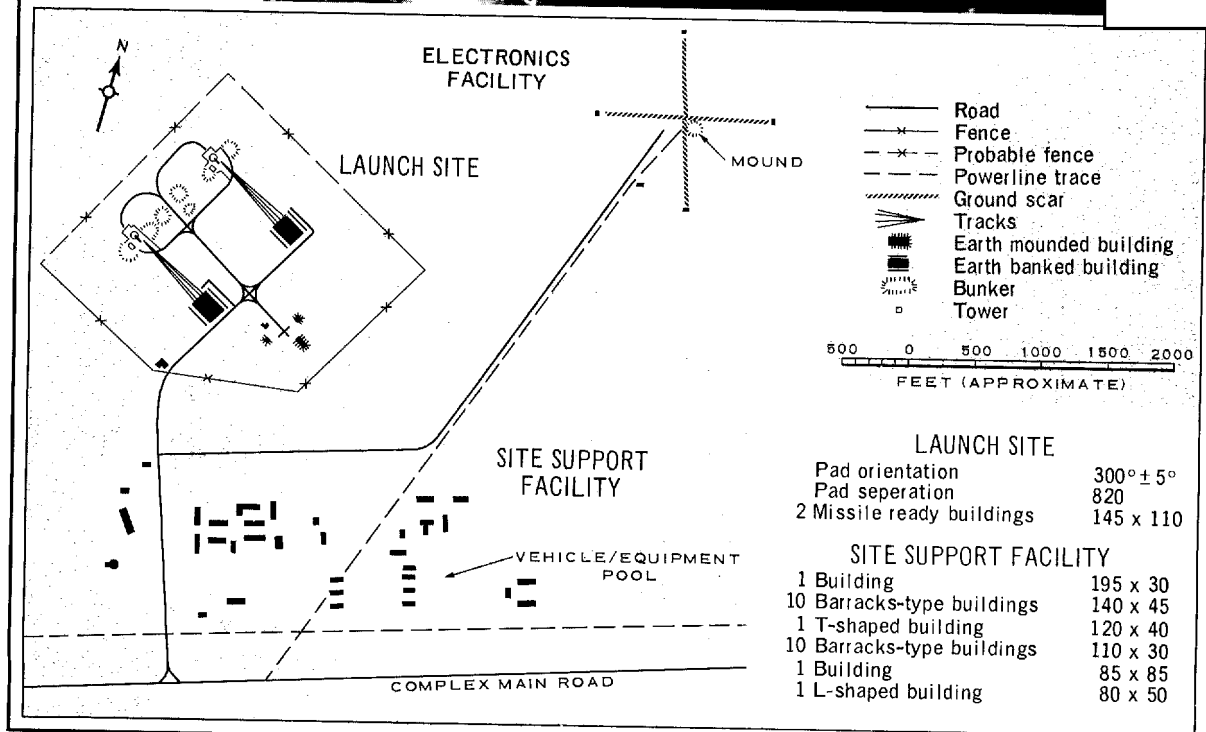 N
ELECTRONICS
FACILITY
LAUNCH SITE
MOUND
Road
Fence
Probable fence
Powerline trace
Ground scar
Tracks
Earth mounded building
Earth banked building
Bunker
Tower
500 0 500 1000 1500 2000
FEET (APPROXIMATE)
SITE SUPPORT
FACILITY
VEHICLE/EQUIPMENT
POOL
COMPLEX MAIN ROAD
LAUNCH SITE
Pad orientation 300° ± 5°
Pad seperation 820
2 Missile ready buildings 145 x 110
SITE SUPPORT FACILITY
1 Building 195 x 30
10 Barracks-type buildings 140 x 45
1 T-shaped building 120 x 40
10 Barracks-type buildings 110 x 30
1 Building 85 x 85
1 L-shaped building 80 x 50